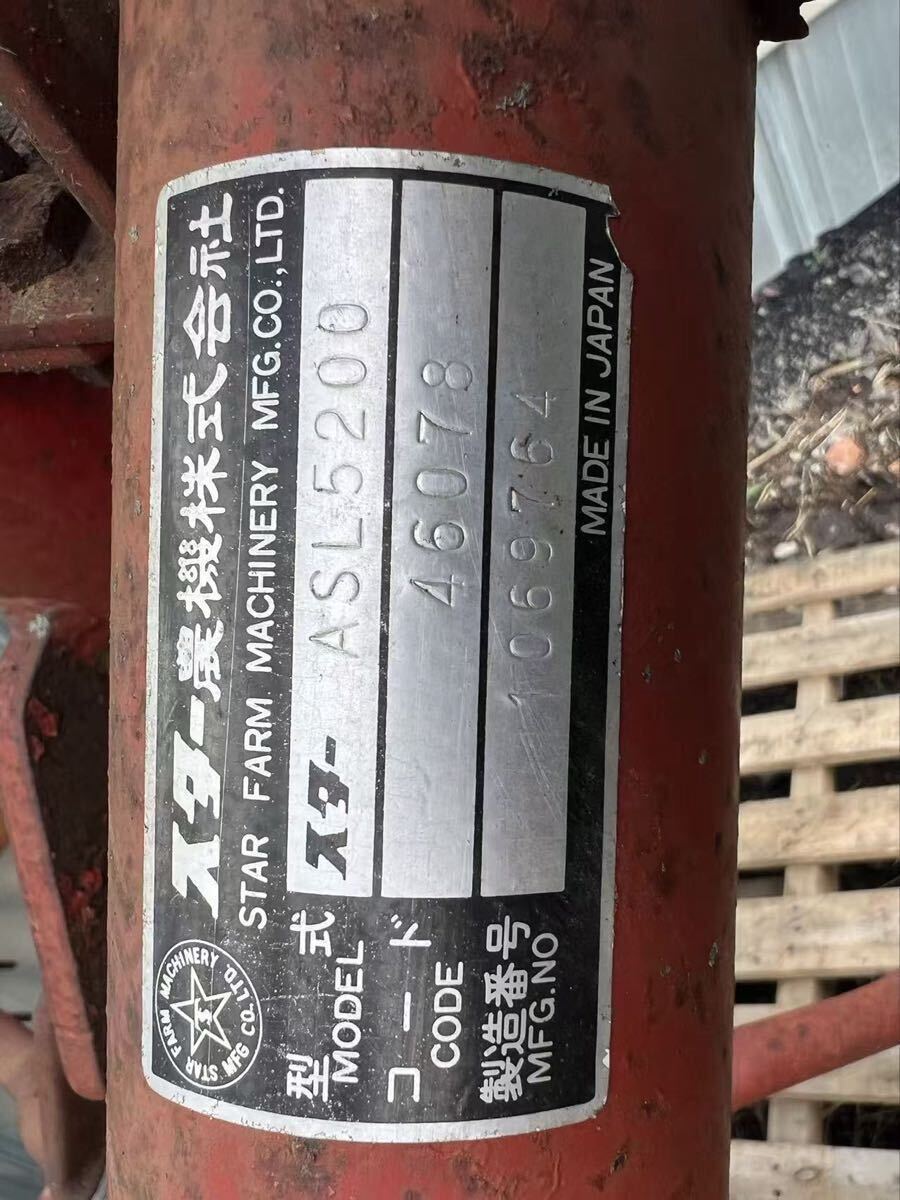 スター農機株式会社
STAR FARM MACHINERY MFG.CO.,LTD.
STAR FARM MACHINERY MFG CO.,LTD.
S
型式 スター ASL5200
MODEL
コード 46078
CODE
製造番号 1069764
MFG.NO
MADE IN JAPAN